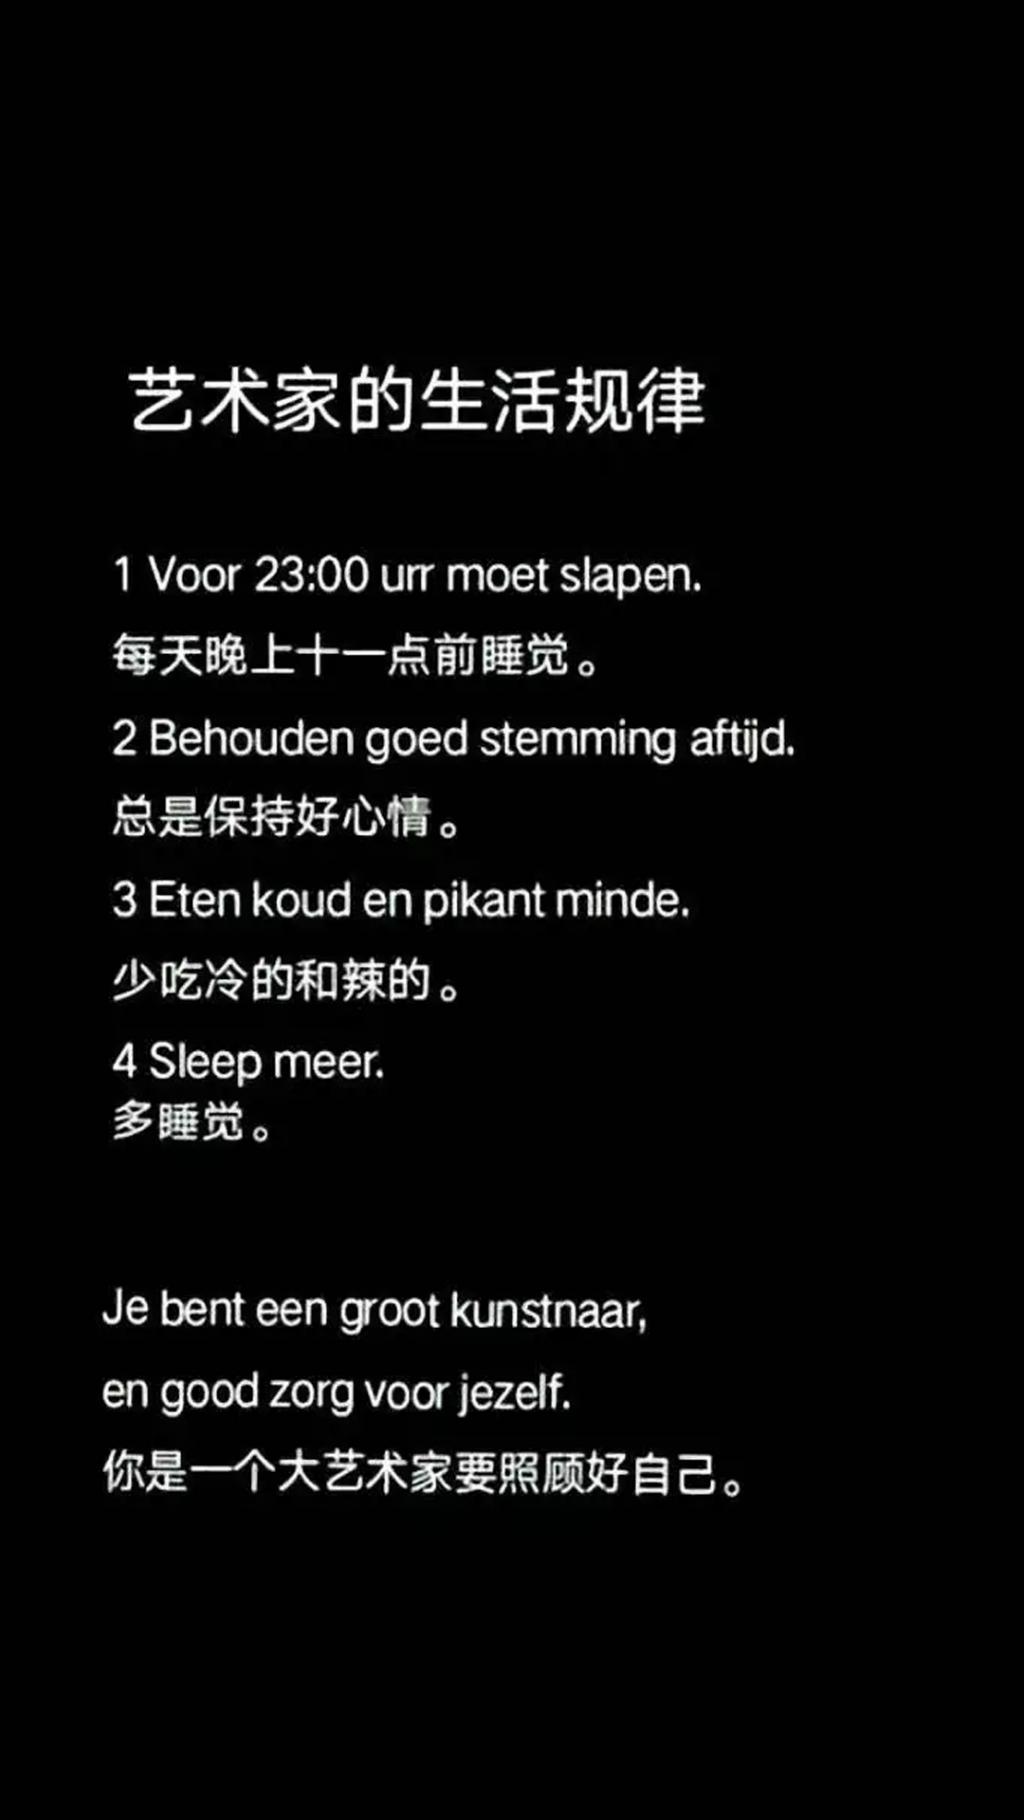 艺术家的生活规律
1 Voor 23:00 urr moet slapen.
每天晚上十一点前睡觉。
2 Behouden goed stemming aftijd.
总是保持好心情。
3 Eten koud en pikant minde.
少吃冷的和辣的。
4 Sleep meer.
多睡觉。
Je bent een groot kunstnaar,
en good zorg voor jezelf.
你是一个大艺术家要照顾好自己。